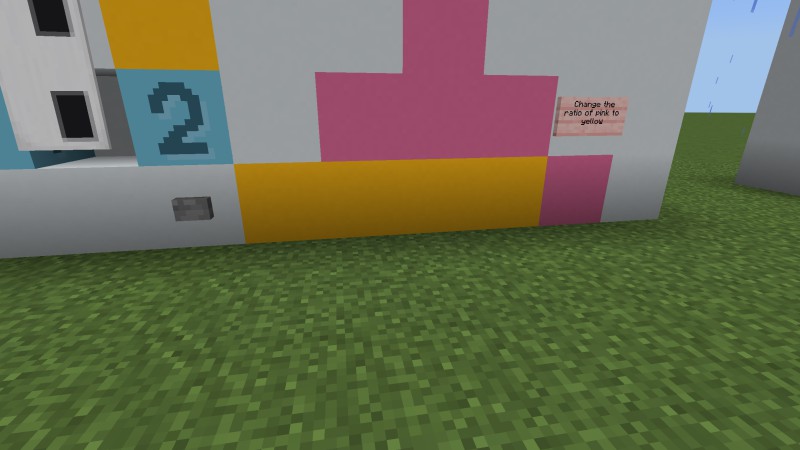 2
Change the
ratio of pink to
yellow